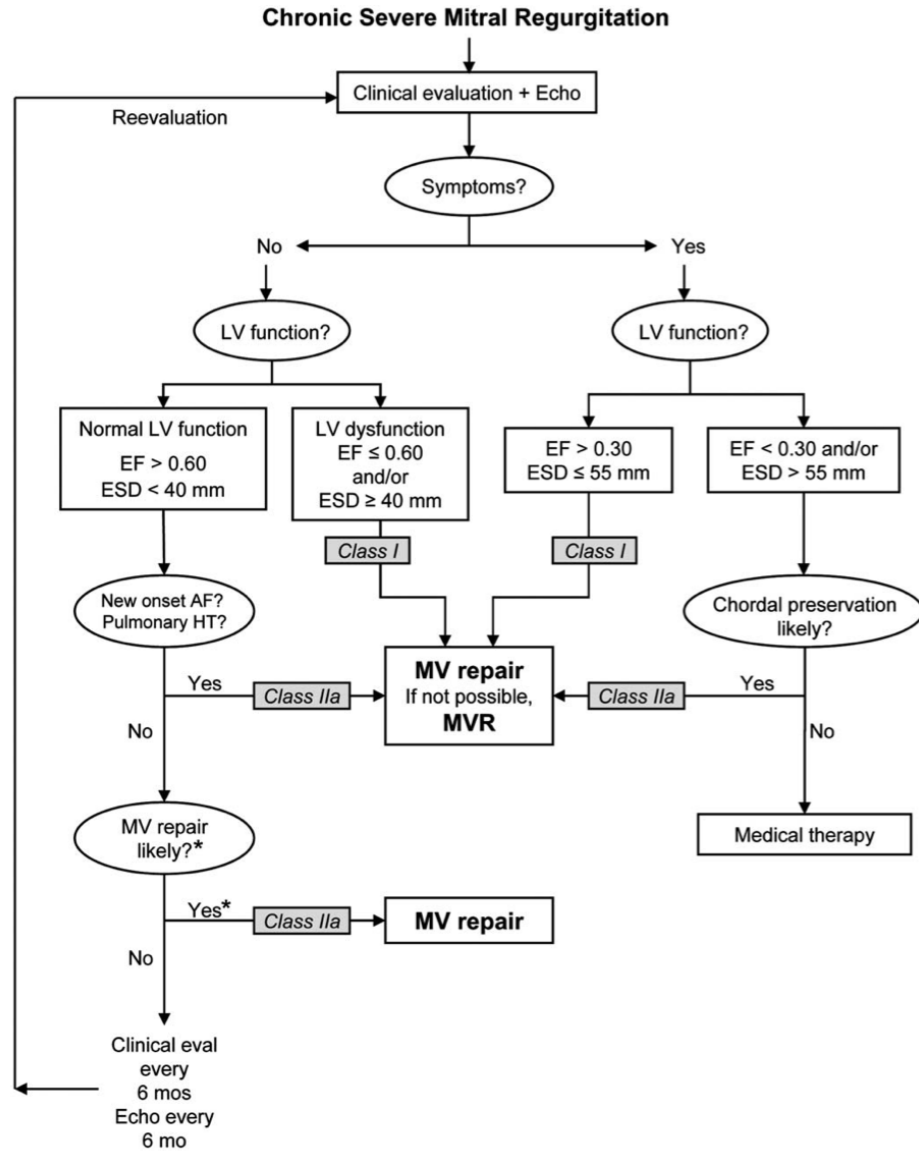 Chronic Severe Mitral Regurgitation
Clinical evaluation + Echo
Reevaluation
Symptoms?
No
Yes
LV function?
LV function?
Normal LV function
EF > 0.60
ESD < 40 mm
LV dysfunction
EF ≤ 0.60
and/or
ESD ≥ 40 mm
EF > 0.30
ESD ≤ 55 mm
EF < 0.30 and/or
ESD > 55 mm
Class I
Class I
New onset AF?
Pulmonary HT?
Chordal preservation
likely?
MV repair
If not possible,
MVR
Yes
Class IIa
Class IIa
Yes
No
No
MV repair
likely?*
Medical therapy
Yes*
Class IIa
MV repair
No
Clinical eval
every
6 mos
Echo every
6 mo